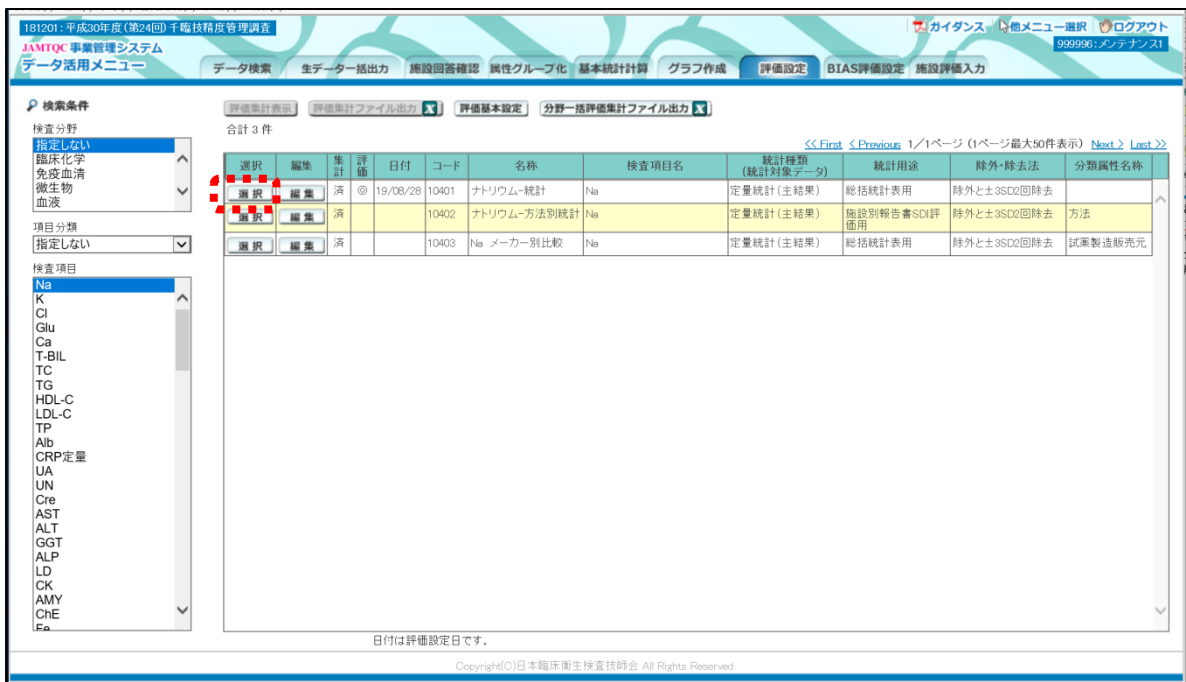 181201:平成30年度(第24回)千臨技精度管理調査
ガイダンス 他メニュー選択 ログアウト
JAMTQC 事業管理システム
999996:メンテナンス1
データ活用メニュー
データ検索 生データ一括出力 施設回答確認 属性グループ化 基本統計計算 グラフ作成 評価設定 BIAS評価設定 施設評価入力
検索条件
評価集計表示 評価集計ファイル出力 評価基本設定 分野一括評価集計ファイル出力
検査分野
合計 3 件
指定しない
臨床化学
免疫血清
微生物
血液
<< First < Previous 1/1ページ (1ページ最大50件表示) Next > Last >>
選択 編集 集計 評価 日付 コード 名称 検査項目名 統計種類(統計対象データ) 統計用途 除外・除去法 分類属性名称
選択 編集 済 ◎ 19/08/28 10401 ナトリウム-統計 Na 定量統計(主結果) 総括統計表用 除外と±3SD2回除去
選択 編集 済 10402 ナトリウム-方法別統計 Na 定量統計(主結果) 施設別報告書SDI評価用 除外と±3SD2回除去 方法
選択 編集 済 10403 Na メーカー別比較 Na 定量統計(主結果) 総括統計表用 除外と±3SD2回除去 試薬製造販売元
項目分類
指定しない
検査項目
Na
K
Cl
Glu
Ca
T-BIL
TC
TG
HDL-C
LDL-C
TP
Alb
CRP定量
UA
UN
Cre
AST
ALT
GGT
ALP
LD
CK
AMY
ChE
Fe
日付は評価設定日です。
Copyright(C)日本臨床衛生検査技師会 All Rights Reserved.